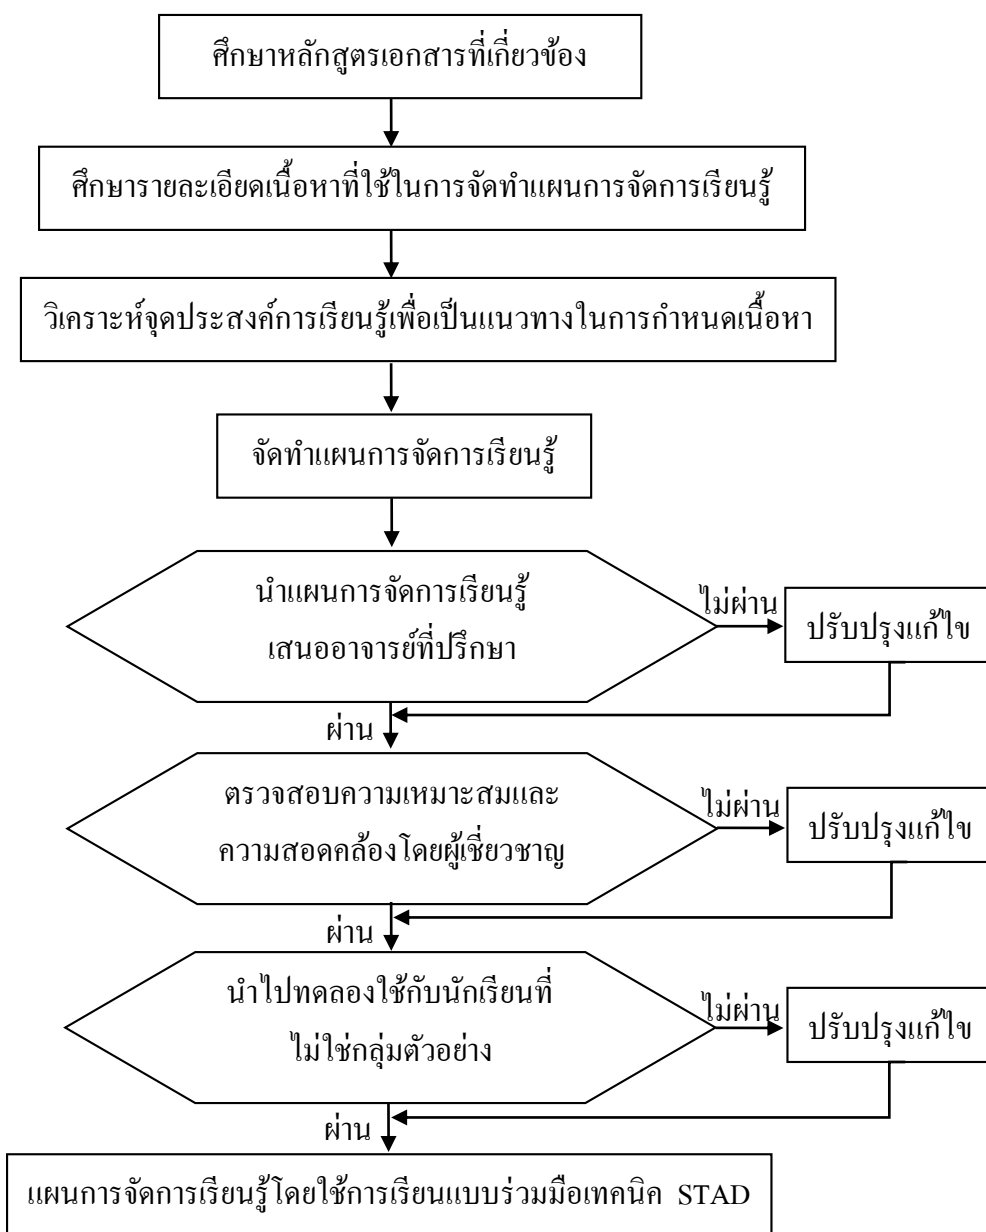 ศึกษาหลักสูตรเอกสารที่เกี่ยวข้อง
ศึกษารายละเอียดเนื้อหาที่ใช้ในการจัดทำแผนการจัดการเรียนรู้
วิเคราะห์จุดประสงค์การเรียนรู้เพื่อเป็นแนวทางในการกำหนดเนื้อหา
จัดทำแผนการจัดการเรียนรู้
นำแผนการจัดการเรียนรู้
เสนออาจารย์ที่ปรึกษา
ไม่ผ่าน
ปรับปรุงแก้ไข
ผ่าน
ตรวจสอบความเหมาะสมและ
ความสอดคล้องโดยผู้เชี่ยวชาญ
ไม่ผ่าน
ปรับปรุงแก้ไข
ผ่าน
นำไปทดลองใช้กับนักเรียนที่
ไม่ใช่กลุ่มตัวอย่าง
ไม่ผ่าน
ปรับปรุงแก้ไข
ผ่าน
แผนการจัดการเรียนรู้โดยใช้การเรียนแบบร่วมมือเทคนิค STAD